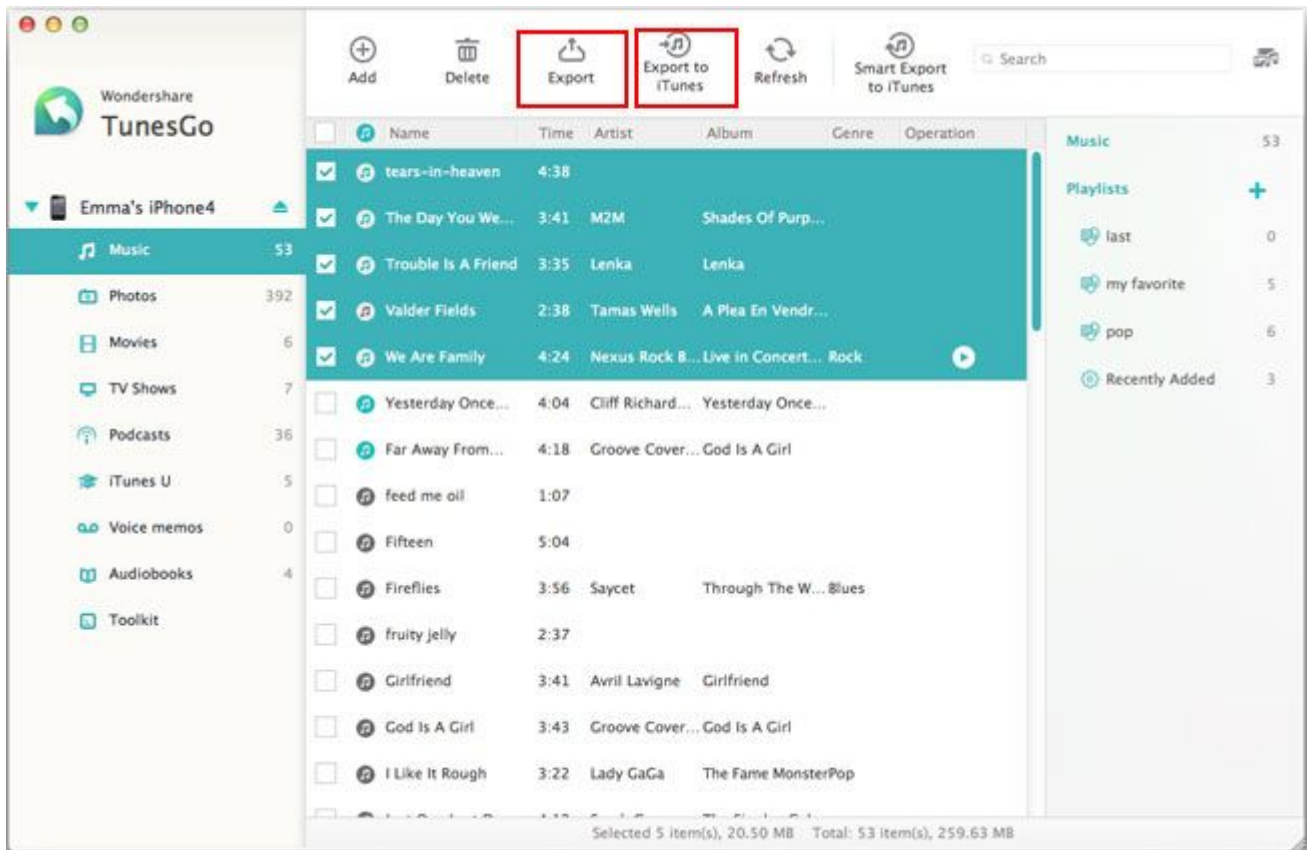 Add
Delete
Export
Export to
iTunes
Refresh
Smart Export
to iTunes
Search
Wondershare
TunesGo
Emma's iPhone4
Music 53
Photos 392
Movies 6
TV Shows 7
Podcasts 36
iTunes U 5
Voice memos 0
Audiobooks 4
Toolkit
Name Time Artist Album Genre Operation
tears-in-heaven 4:38
The Day You We... 3:41 M2M Shades Of Purp...
Trouble Is A Friend 3:35 Lenka Lenka
Valder Fields 2:38 Tamas Wells A Plea En Vendr...
We Are Family 4:24 Nexus Rock B... Live in Concert... Rock
Yesterday Once... 4:04 Cliff Richard... Yesterday Once...
Far Away From... 4:18 Groove Cover... God Is A Girl
feed me oil 1:07
Fifteen 5:04
Fireflies 3:56 Saycet Through The W... Blues
fruity jelly 2:37
Girlfriend 3:41 Avril Lavigne Girlfriend
God Is A Girl 3:43 Groove Cover... God Is A Girl
I Like It Rough 3:22 Lady GaGa The Fame Monster Pop
Selected 5 item(s), 20.50 MB Total: 53 item(s), 259.63 MB
Music 53
Playlists
last 0
my favorite 5
pop 6
Recently Added 3